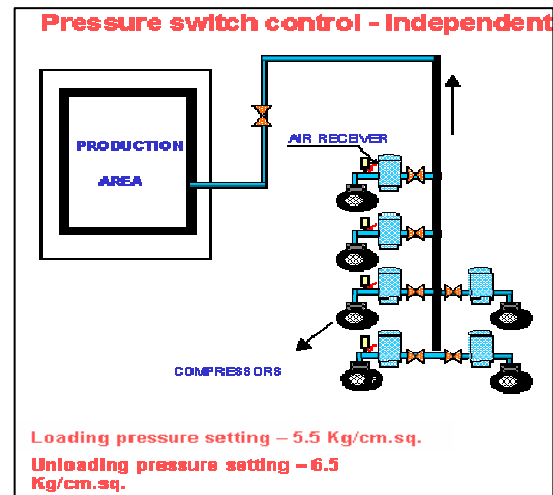 Pressure switch control - Independent
AIR RECEIVER
PRODUCTION
AREA
COMPRESSORS
Loading pressure setting – 5.5 Kg/cm.sq.
Unloading pressure setting – 6.5
Kg/cm.sq.